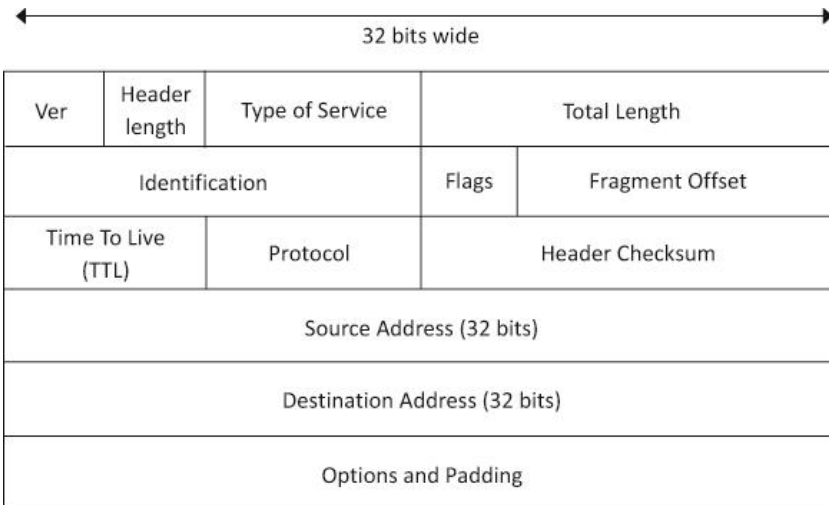 32 bits wide
Ver
Header
length
Type of Service
Total Length
Identification
Flags
Fragment Offset
Time To Live
(TTL)
Protocol
Header Checksum
Source Address (32 bits)
Destination Address (32 bits)
Options and Padding